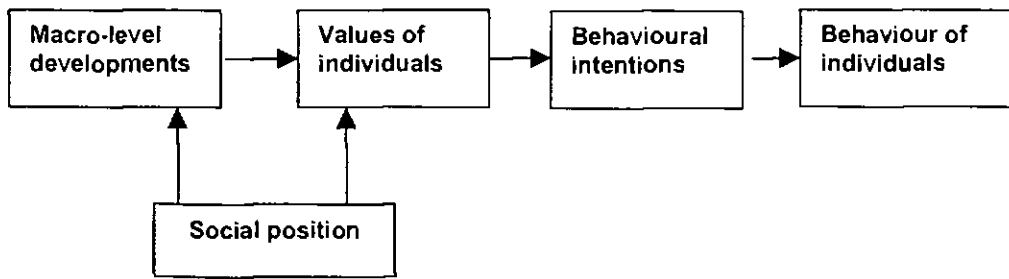 Macro-level
developments
Values of
individuals
Behavioural
intentions
Behaviour of
individuals
Social position